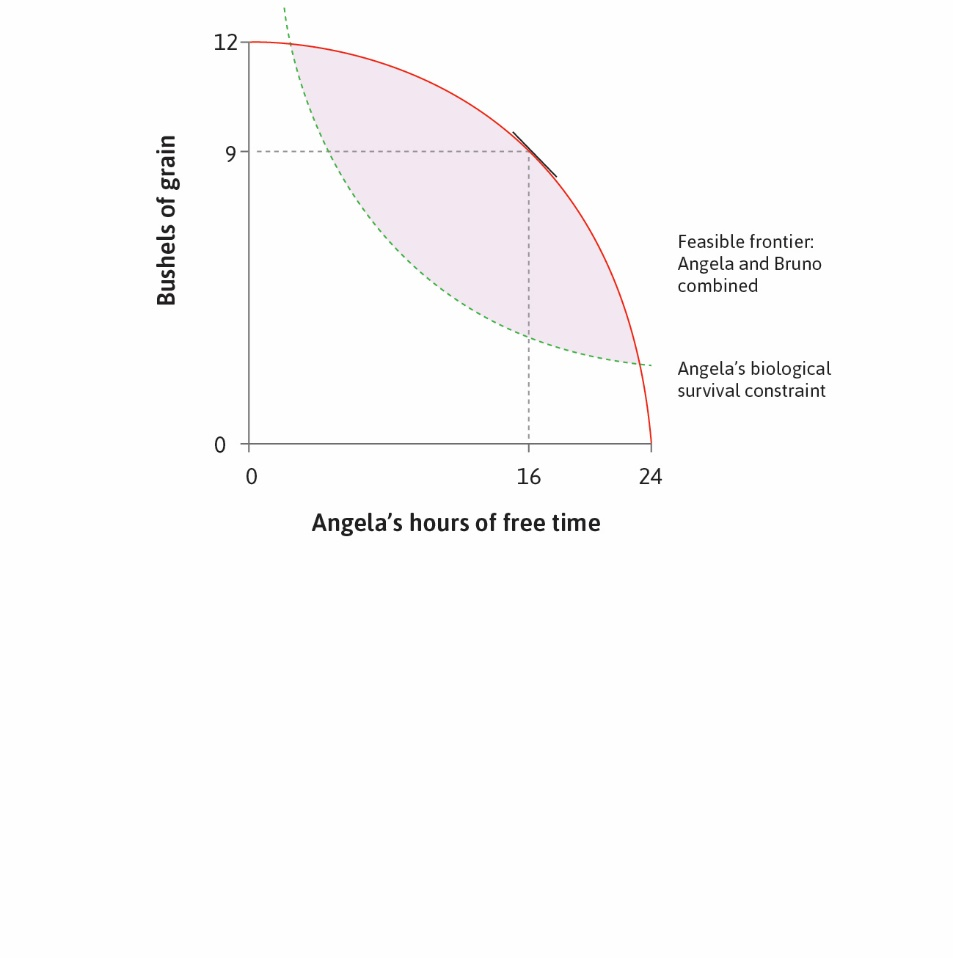 12
9
Bushels of grain
Feasible frontier:
Angela and Bruno
combined
Angela’s biological
survival constraint
0
0
16
24
Angela’s hours of free time